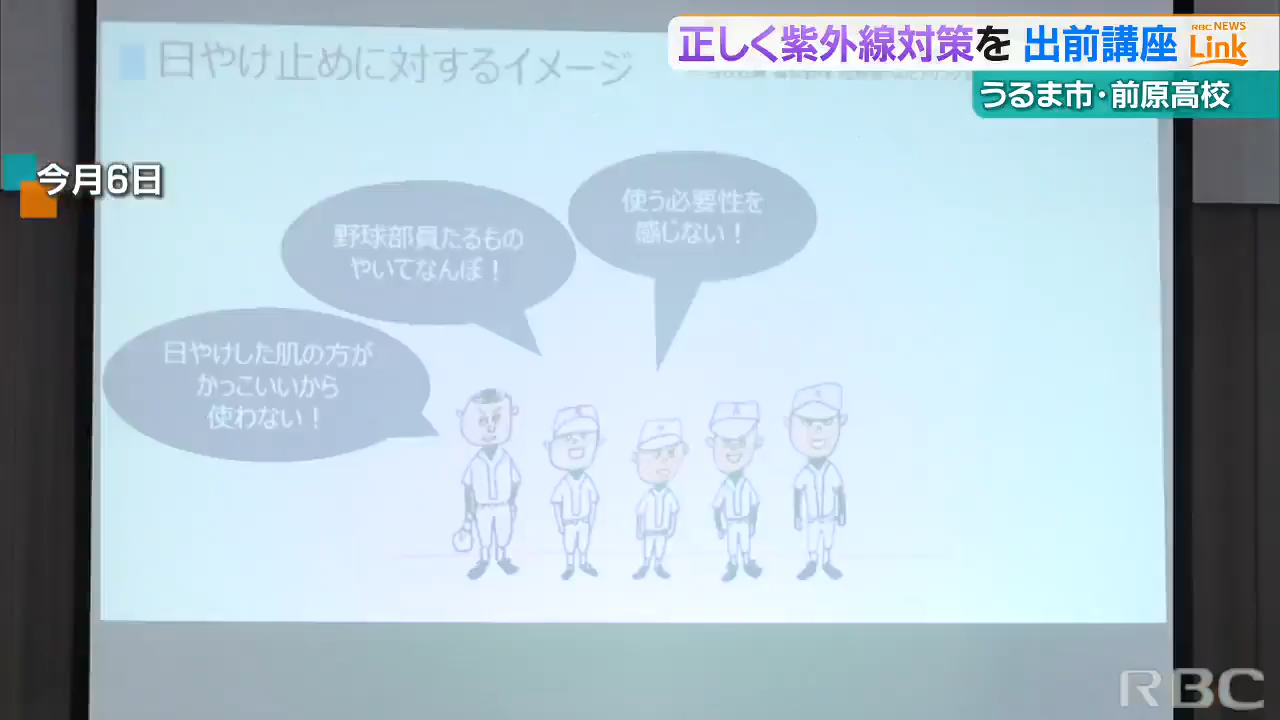 正しく紫外線対策を 出前講座
RBC NEWS
Link
うるま市・前原高校
今月6日
日やけ止めに対するイメージ
使う必要性を
感じない！
野球部員たるもの
やいてなんぼ！
日やけした肌の方が
かっこいいから
使わない！
RBC